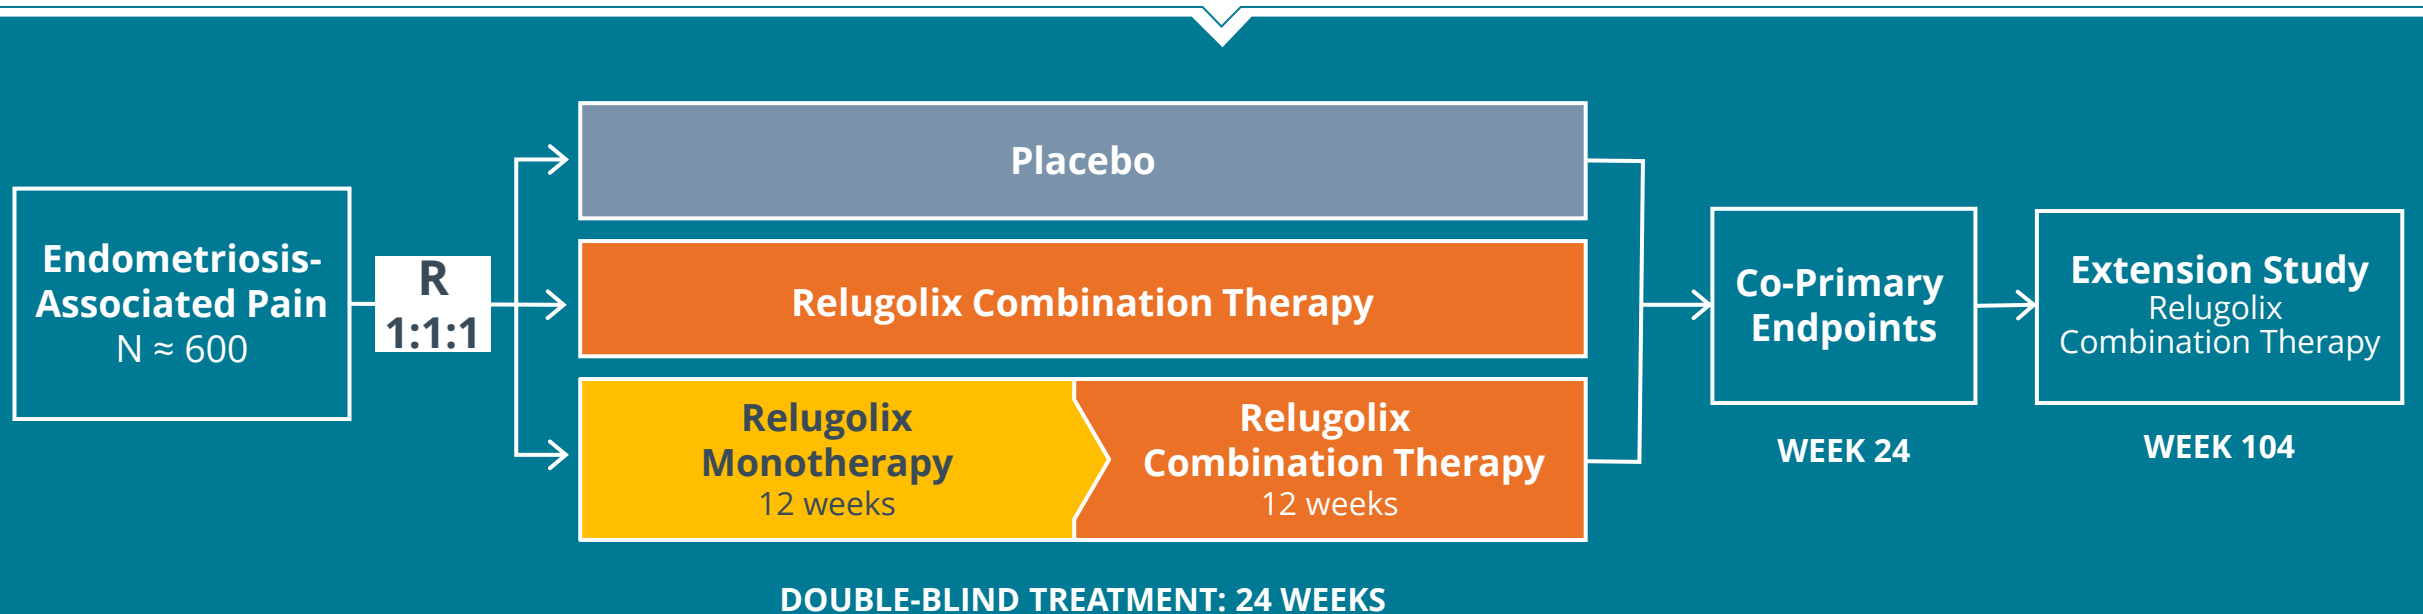 Endometriosis-
Associated Pain
N ≈ 600
R
1:1:1
Placebo
Relugolix Combination Therapy
Relugolix
Monotherapy
12 weeks
Relugolix
Combination Therapy
12 weeks
DOUBLE-BLIND TREATMENT: 24 WEEKS
Co-Primary
Endpoints
WEEK 24
Extension Study
Relugolix
Combination Therapy
WEEK 104